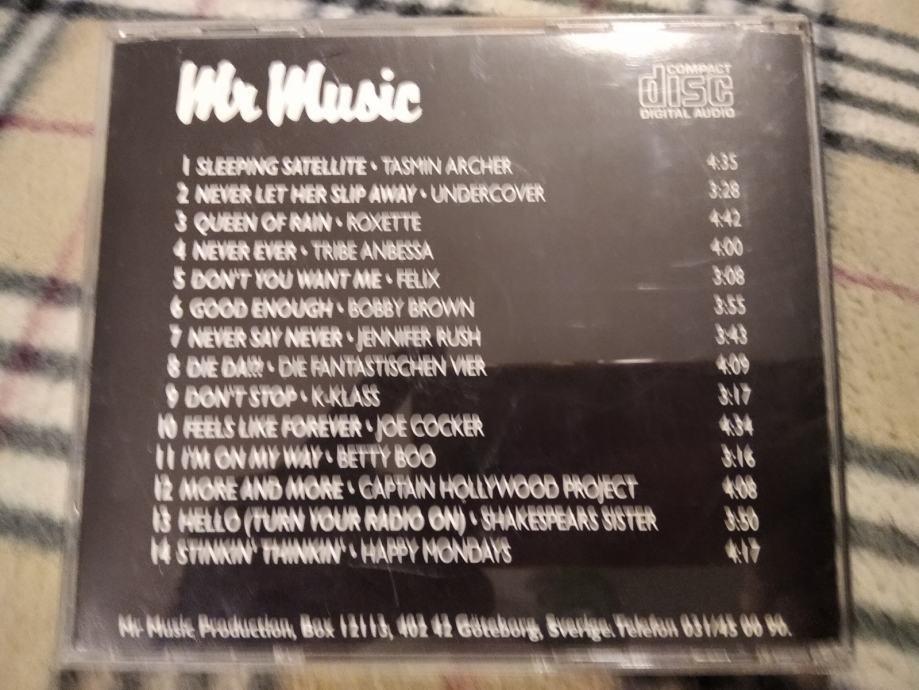 Mr Music
COMPACT
disc
DIGITAL AUDIO
1 SLEEPING SATELLITE • TASMIN ARCHER 4:35
2 NEVER LET HER SLIP AWAY • UNDERCOVER 3:28
3 QUEEN OF RAIN • ROXETTE 4:42
4 NEVER EVER • TRIBE ANBESSA 4:00
5 DON'T YOU WANT ME • FELIX 3:08
6 GOOD ENOUGH • BOBBY BROWN 3:55
7 NEVER SAY NEVER • JENNIFER RUSH 3:43
8 DIE DA!?! • DIE FANTASTISCHEN VIER 4:09
9 DON'T STOP • K-KLASS 3:17
10 FEELS LIKE FOREVER • JOE COCKER 4:34
11 I'M ON MY WAY • BETTY BOO 3:16
12 MORE AND MORE • CAPTAIN HOLLYWOOD PROJECT 4:08
13 HELLO (TURN YOUR RADIO ON) • SHAKESPEARS SISTER 3:50
14 STINKIN' THINKIN' • HAPPY MONDAYS 4:17
Mr Music Production, Box 12113, 402 42 Göteborg, Sverige. Telefon 031/45 00 90.